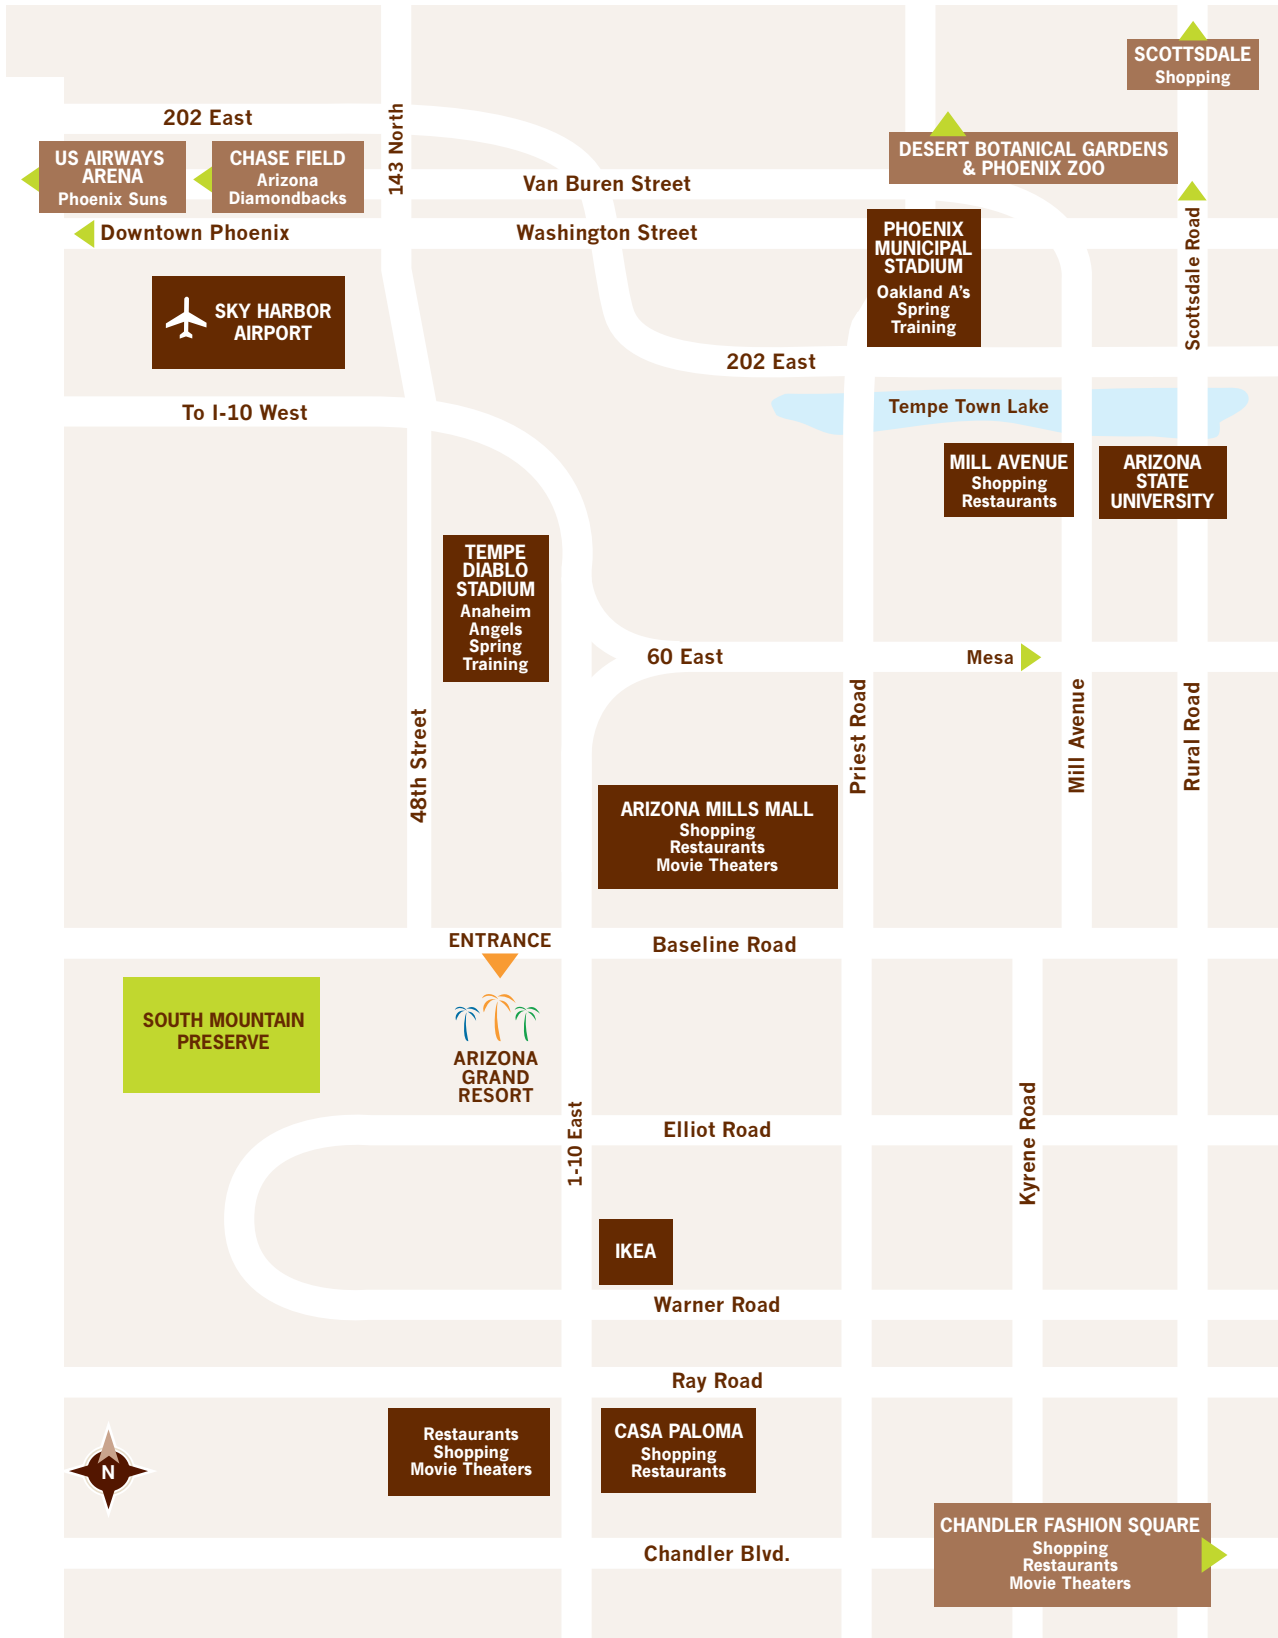 SCOTTSDALE
Shopping
202 East
143 North
US AIRWAYS
ARENA
Phoenix Suns
CHASE FIELD
Arizona
Diamondbacks
Van Buren Street
DESERT BOTANICAL GARDENS
& PHOENIX ZOO
Downtown Phoenix
Washington Street
PHOENIX
MUNICIPAL
STADIUM
Oakland A's
Spring
Training
Scottsdale Road
SKY HARBOR
AIRPORT
202 East
To I-10 West
Tempe Town Lake
MILL AVENUE
Shopping
Restaurants
ARIZONA
STATE
UNIVERSITY
TEMPE
DIABLO
STADIUM
Anaheim
Angels
Spring
Training
60 East
Mesa
48th Street
Priest Road
Mill Avenue
Rural Road
ARIZONA MILLS MALL
Shopping
Restaurants
Movie Theaters
ENTRANCE
Baseline Road
SOUTH MOUNTAIN
PRESERVE
ARIZONA
GRAND
RESORT
1-10 East
Elliot Road
Kyrene Road
IKEA
Warner Road
Ray Road
Restaurants
Shopping
Movie Theaters
CASA PALOMA
Shopping
Restaurants
N
CHANDLER FASHION SQUARE
Shopping
Restaurants
Movie Theaters
Chandler Blvd.